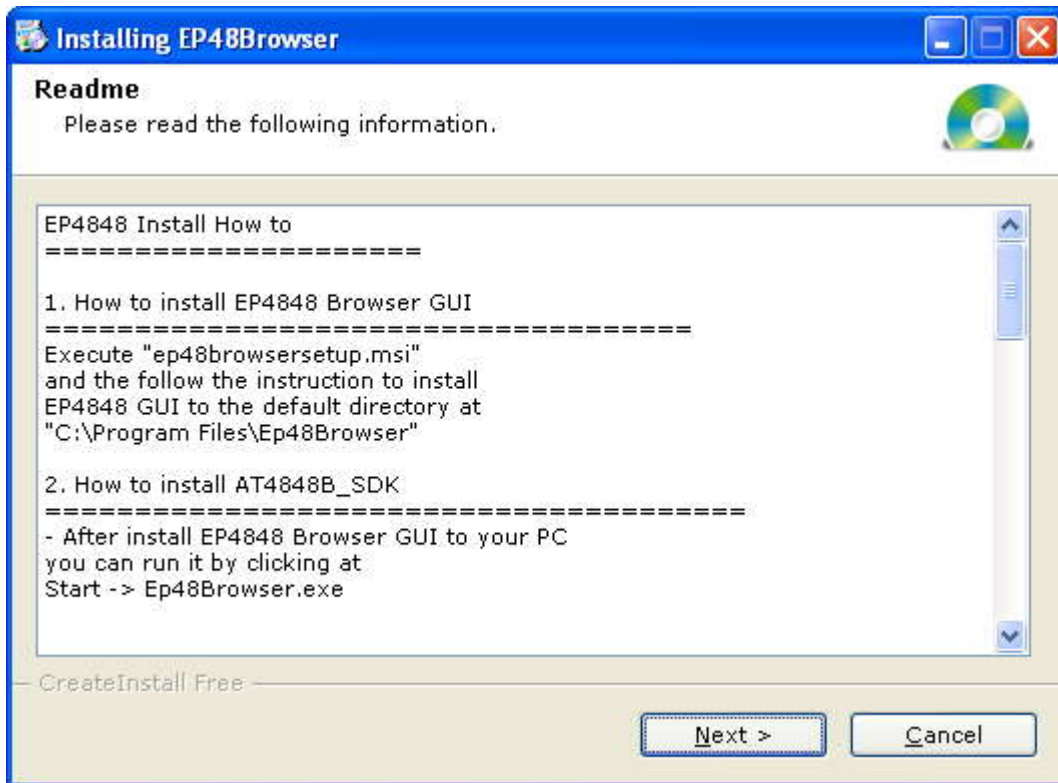 Installing EP48Browser
Readme
Please read the following information.
EP4848 Install How to
=====================
1. How to install EP4848 Browser GUI
====================================
Execute "ep48browsersetup.msi"
and the follow the instruction to install
EP4848 GUI to the default directory at
"C:\Program Files\Ep48Browser"
2. How to install AT4848B_SDK
=======================================
- After install EP4848 Browser GUI to your PC
you can run it by clicking at
Start -> Ep48Browser.exe
CreateInstall Free
Next >
Cancel